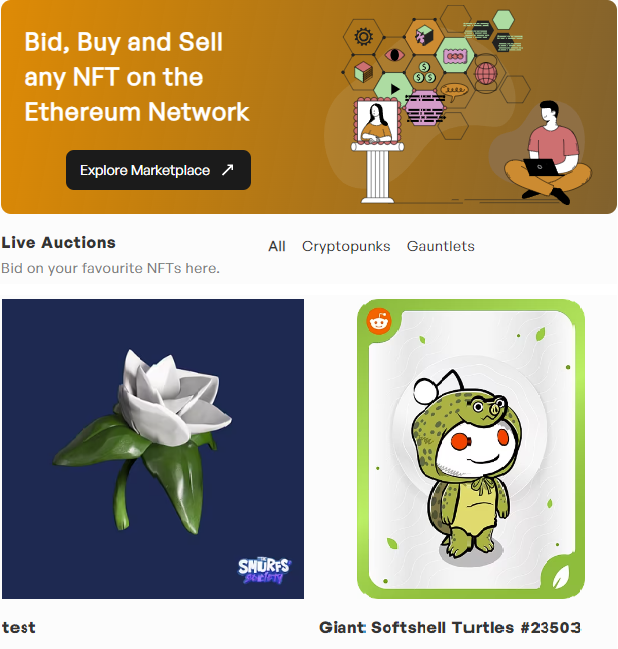 Bid, Buy and Sell
any NFT on the
Ethereum Network
Explore Marketplace
Live Auctions
All Cryptopunks Gauntlets
Bid on your favourite NFTs here.
THE
SMURFS'
SOCIETY
test
Giant Softshell Turtles #23503